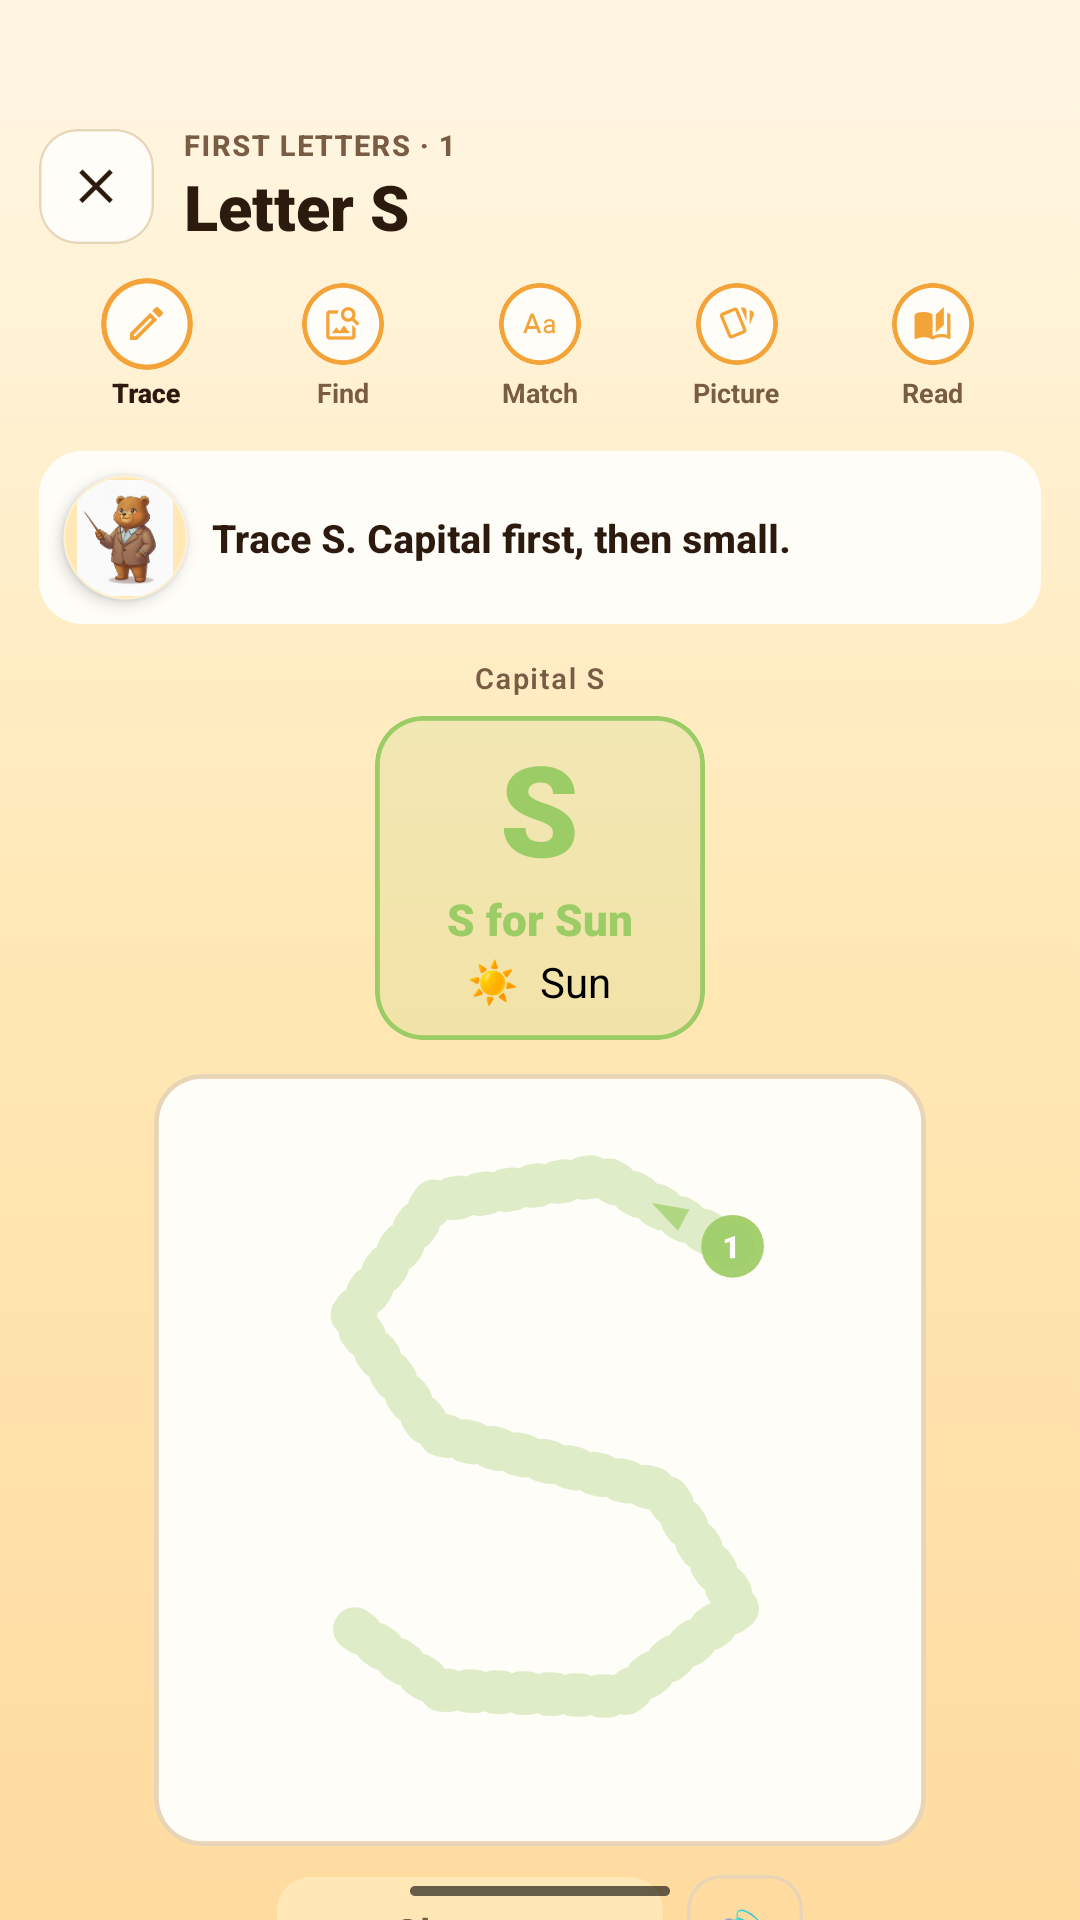 FIRST LETTERS · 1
Letter S
Aa
Trace
Find
Match
Picture
Read
Trace S. Capital first, then small.
Capital S
S
S for Sun
Sun
1